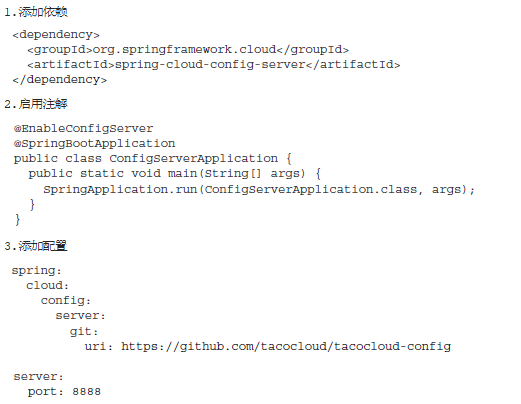 1.添加依赖
<dependency>
  <groupId>org.springframework.cloud</groupId>
  <artifactId>spring-cloud-config-server</artifactId>
</dependency>
2.启用注解
@EnableConfigServer
@SpringBootApplication
public class ConfigServerApplication {
  public static void main(String[] args) {
    SpringApplication.run(ConfigServerApplication.class, args);
  }
}
3.添加配置
spring:
  cloud:
    config:
      server:
        git:
          uri: https://github.com/tacocloud/tacocloud-config
server:
  port: 8888